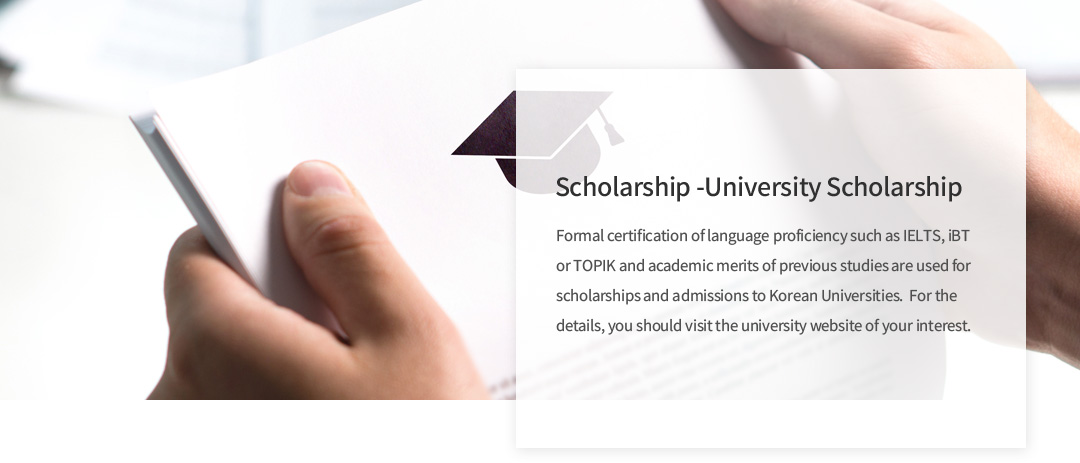 Scholarship -University Scholarship
Formal certification of language proficiency such as IELTS, iBT
or TOPIK and academic merits of previous studies are used for
scholarships and admissions to Korean Universities.  For the
details, you should visit the university website of your interest.